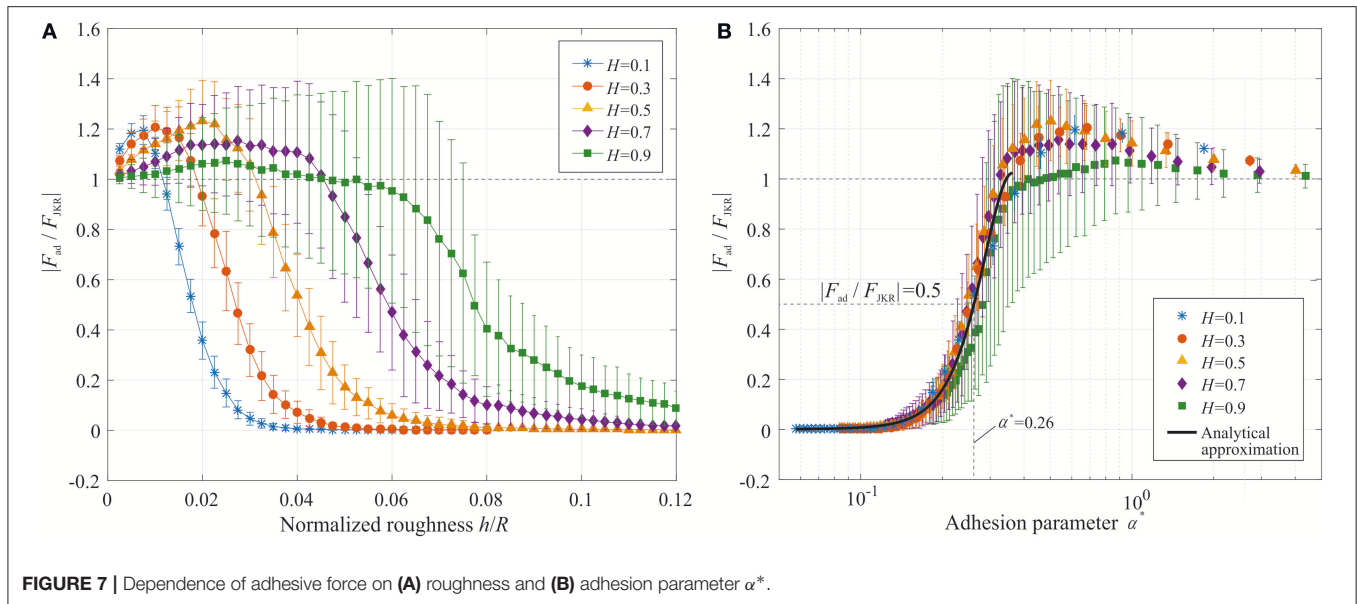 A
1.6
1.4
1.2
1
0.8
0.6
0.4
0.2
0
-0.2
|F_ad / F_JKR|
0
0.02
0.04
0.06
0.08
0.1
0.12
Normalized roughness h/R
H=0.1
H=0.3
H=0.5
H=0.7
H=0.9
B
1.6
1.4
1.2
1
0.8
0.6
0.4
0.2
0
-0.2
|F_ad / F_JKR|
|F_ad / F_JKR|=0.5
α*=0.26
10^-1
10^0
Adhesion parameter α*
H=0.1
H=0.3
H=0.5
H=0.7
H=0.9
Analytical
approximation
FIGURE 7 | Dependence of adhesive force on (A) roughness and (B) adhesion parameter α*.